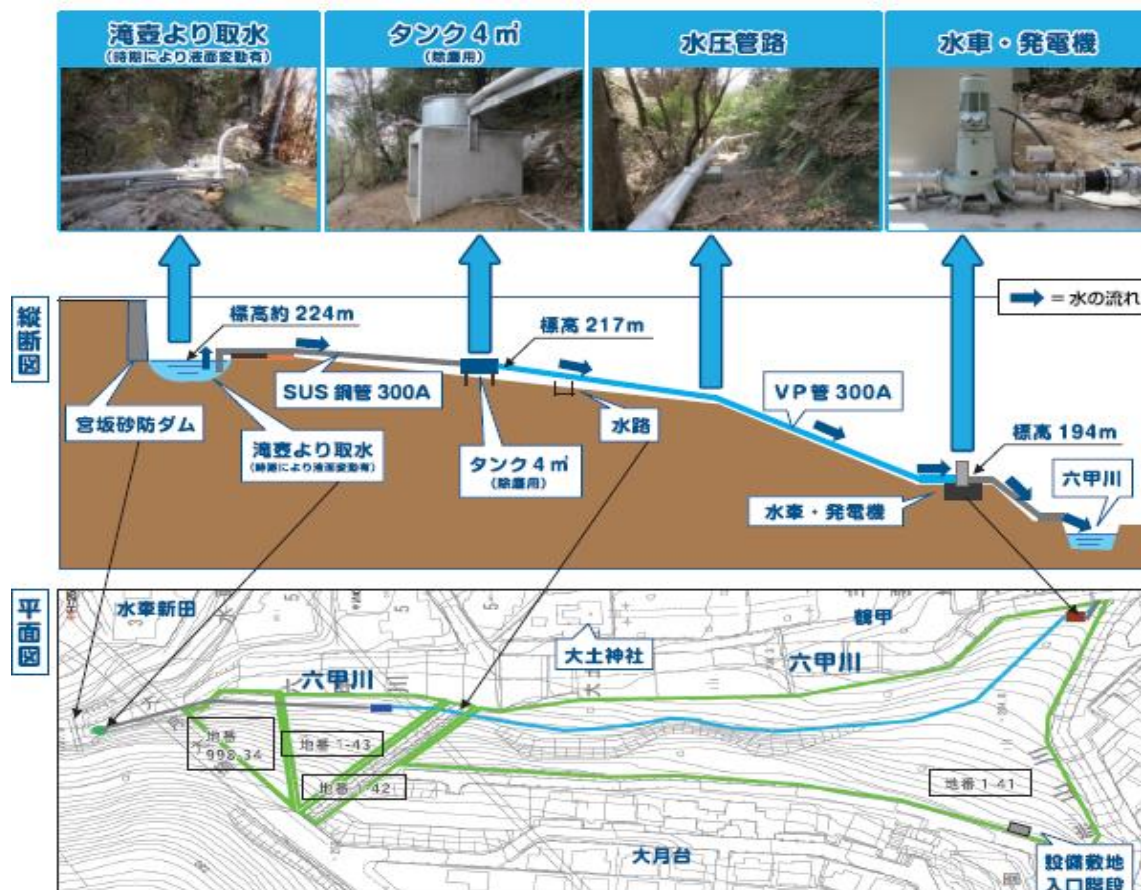 滝壺より取水
(時期により液面変動有)
タンク4㎥
(除塵用)
水圧管路
水車・発電機
縦断図
= 水の流れ
標高約 224m
標高 217m
SUS 鋼管 300A
VP管 300A
標高 194m
宮坂砂防ダム
滝壺より取水
(時期により液面変動有)
タンク4㎥
(除塵用)
水路
水車・発電機
六甲川
平面図
水車新田
大土神社
鶴甲
六甲川
六甲川
地番
998.34
地番 1-43
地番 1-42
地番 1-41
大月台
設備敷地
入口階段